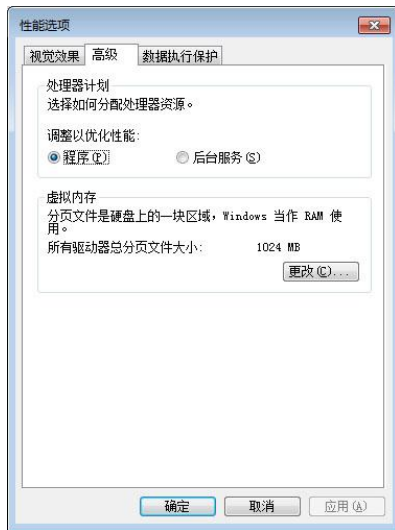 性能选项
视觉效果 高级 数据执行保护
处理器计划
选择如何分配处理器资源。
调整以优化性能:
程序(P) 后台服务(S)
虚拟内存
分页文件是硬盘上的一块区域，Windows 当作 RAM 使
用。
所有驱动器总分页文件大小: 1024 MB
更改(C)...
确定 取消 应用(A)